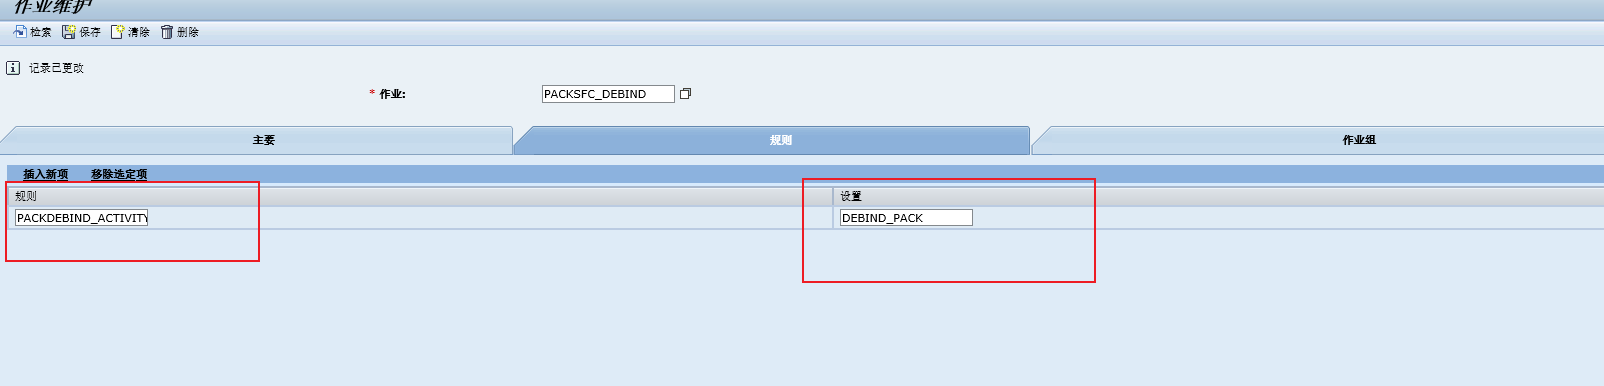 作业维护
检索 保存 清除 删除
记录已更改
* 作业: PACKSFC_DEBIND
主要 规则 作业组
插入新项 移除选定项
规则 设置
PACKDEBIND_ACTIVITY DEBIND_PACK